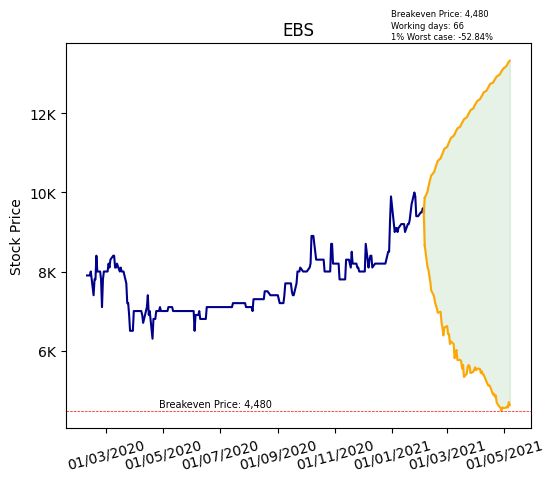 Breakeven Price: 4,480
Working days: 66
1% Worst case: -52.84%
EBS
Stock Price
12K
10K
8K
6K
Breakeven Price: 4,480
01/03/2020
01/05/2020
01/07/2020
01/09/2020
01/11/2020
01/01/2021
01/03/2021
01/05/2021